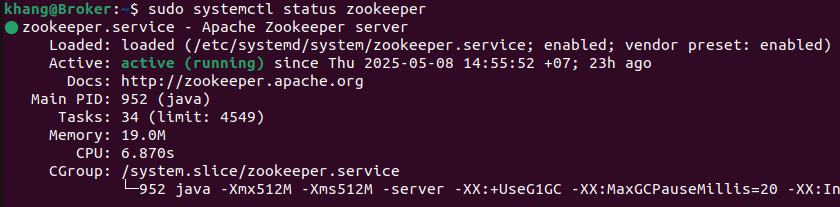 khang@Broker:~$ sudo systemctl status zookeeper
● zookeeper.service - Apache Zookeeper server
     Loaded: loaded (/etc/systemd/system/zookeeper.service; enabled; vendor preset: enabled)
     Active: active (running) since Thu 2025-05-08 14:55:52 +07; 23h ago
       Docs: http://zookeeper.apache.org
   Main PID: 952 (java)
      Tasks: 34 (limit: 4549)
     Memory: 19.0M
        CPU: 6.870s
     CGroup: /system.slice/zookeeper.service
             └─952 java -Xmx512M -Xms512M -server -XX:+UseG1GC -XX:MaxGCPauseMillis=20 -XX:In